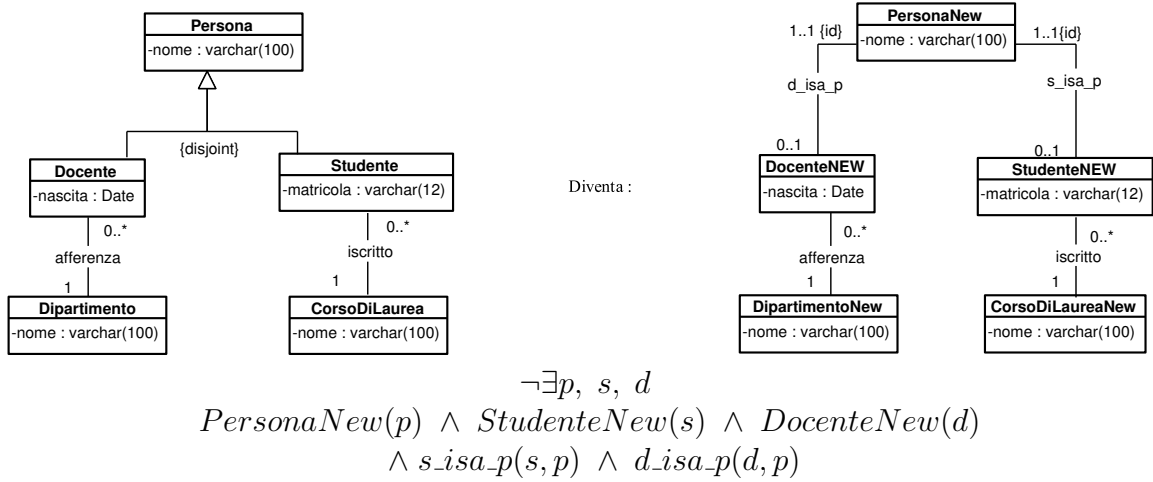 Persona
-nome : varchar(100)
{disjoint}
Docente
-nascita : Date
Studente
-matricola : varchar(12)
0..*
afferenza
1
0..*
iscritto
1
Dipartimento
-nome : varchar(100)
CorsoDiLaurea
-nome : varchar(100)
Diventa :
PersonaNew
-nome : varchar(100)
1..1 {id}
1..1{id}
d_isa_p
s_isa_p
0..1
0..1
DocenteNEW
-nascita : Date
StudenteNEW
-matricola : varchar(12)
0..*
afferenza
1
0..*
iscritto
1
DipartimentoNew
-nome : varchar(100)
CorsoDiLaureaNew
-nome : varchar(100)
¬∃p, s, d
PersonaNew(p) ∧ StudenteNew(s) ∧ DocenteNew(d)
∧ s_isa_p(s, p) ∧ d_isa_p(d, p)